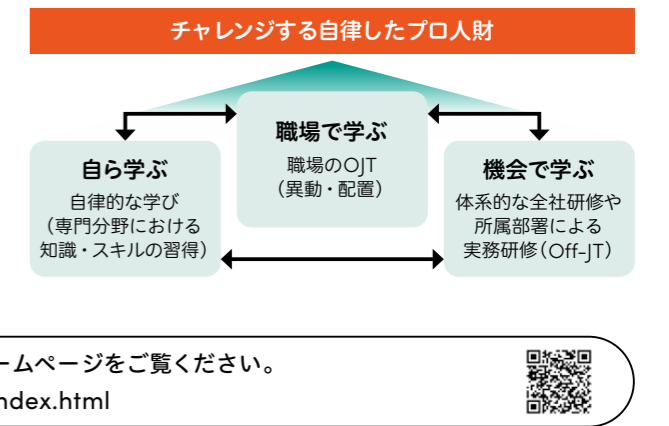 チャレンジする自律したプロ人財
職場で学ぶ
職場のOJT
(異動・配置)
自ら学ぶ
自律的な学び
(専門分野における
知識・スキルの習得)
機会で学ぶ
体系的な全社研修や
所属部署による
実務研修(Off-JT)
ームページをご覧ください。
ndex.html